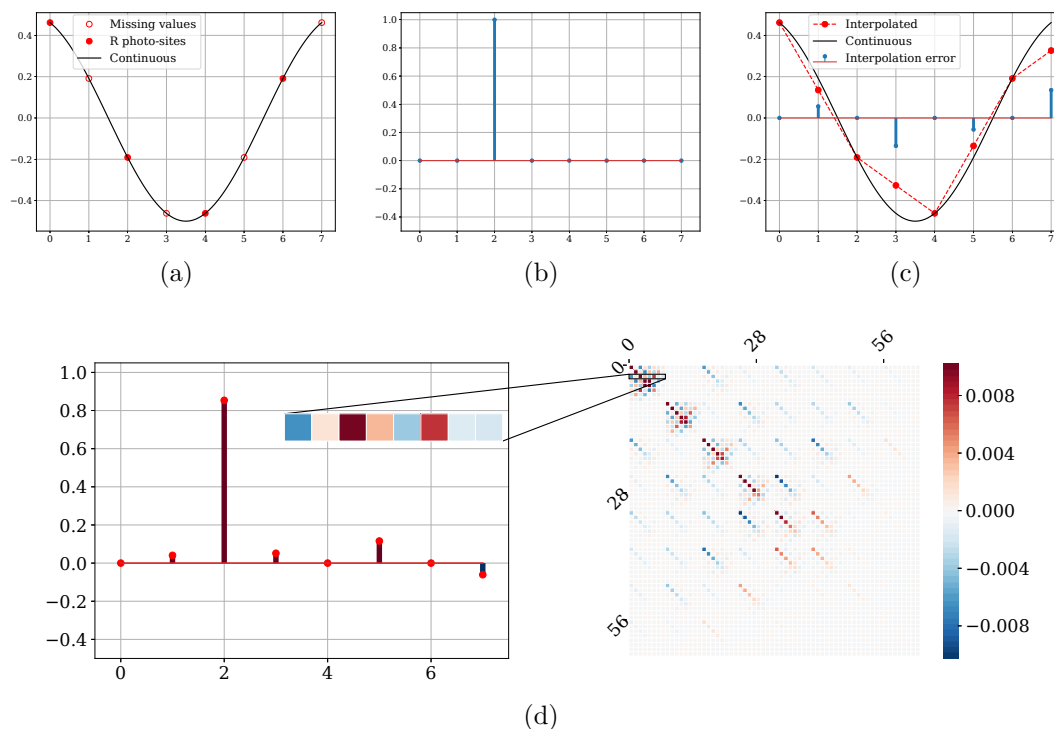 0.4
0.2
0.0
−0.2
−0.4
0 1 2 3 4 5 6 7
Missing values
R photo-sites
Continuous
(a)
1.0
0.8
0.6
0.4
0.2
0.0
−0.2
−0.4
0 1 2 3 4 5 6 7
(b)
0.4
0.2
0.0
−0.2
−0.4
0 1 2 3 4 5 6 7
Interpolated
Continuous
Interpolation error
(c)
1.0
0.8
0.6
0.4
0.2
0.0
−0.2
−0.4
0 2 4 6
0 28 56
0
28
56
0.008
0.004
0.000
−0.004
−0.008
(d)